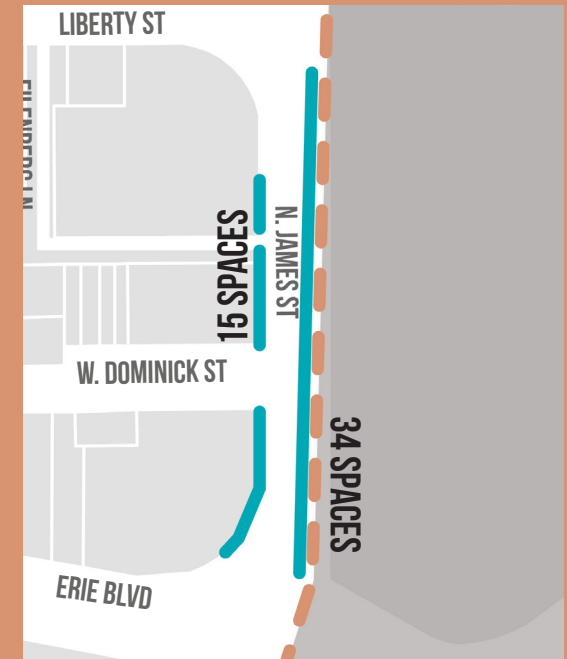 LIBERTY ST
N. JAMES ST
15 SPACES
W. DOMINICK ST
34 SPACES
ERIE BLVD